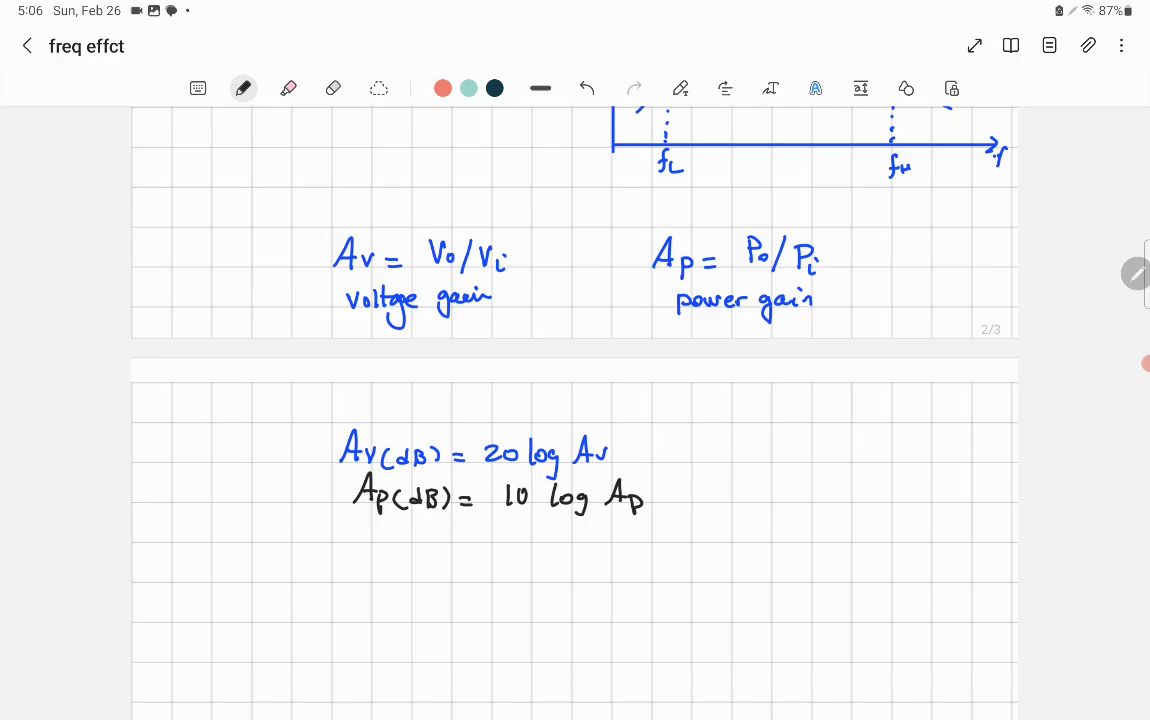 5:06 Sun, Feb 26 87%
freq effct
f
fL fH
Av = Vo/Vi Ap = Po/Pi
voltge gain power gain
2/3
Av(dB) = 20 log Av
Ap(dB) = 10 log Ap